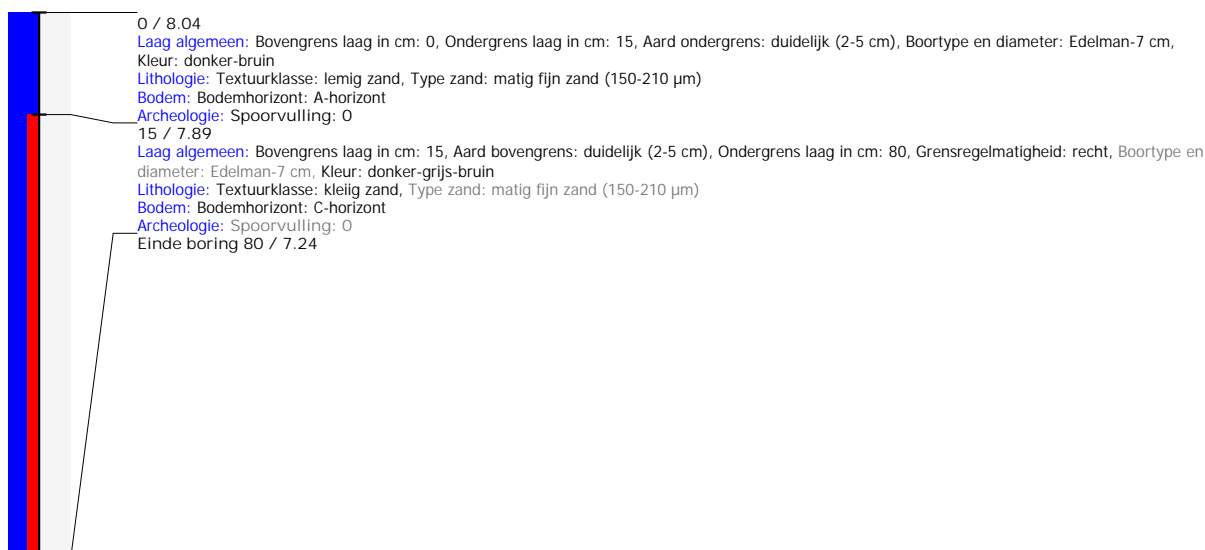 0 / 8.04
Laag algemeen: Bovengrens laag in cm: 0, Ondergrens laag in cm: 15, Aard ondergrens: duidelijk (2-5 cm), Boortype en diameter: Edelman-7 cm,
Kleur: donker-bruin
Lithologie: Textuurklasse: lemig zand, Type zand: matig fijn zand (150-210 µm)
Bodem: Bodemhorizont: A-horizont
Archeologie: Spoorvulling: 0
15 / 7.89
Laag algemeen: Bovengrens laag in cm: 15, Aard bovengrens: duidelijk (2-5 cm), Ondergrens laag in cm: 80, Grensregelmatigheid: recht, Boortype en
diameter: Edelman-7 cm, Kleur: donker-grijs-bruin
Lithologie: Textuurklasse: kleiig zand, Type zand: matig fijn zand (150-210 µm)
Bodem: Bodemhorizont: C-horizont
Archeologie: Spoorvulling: 0
Einde boring 80 / 7.24